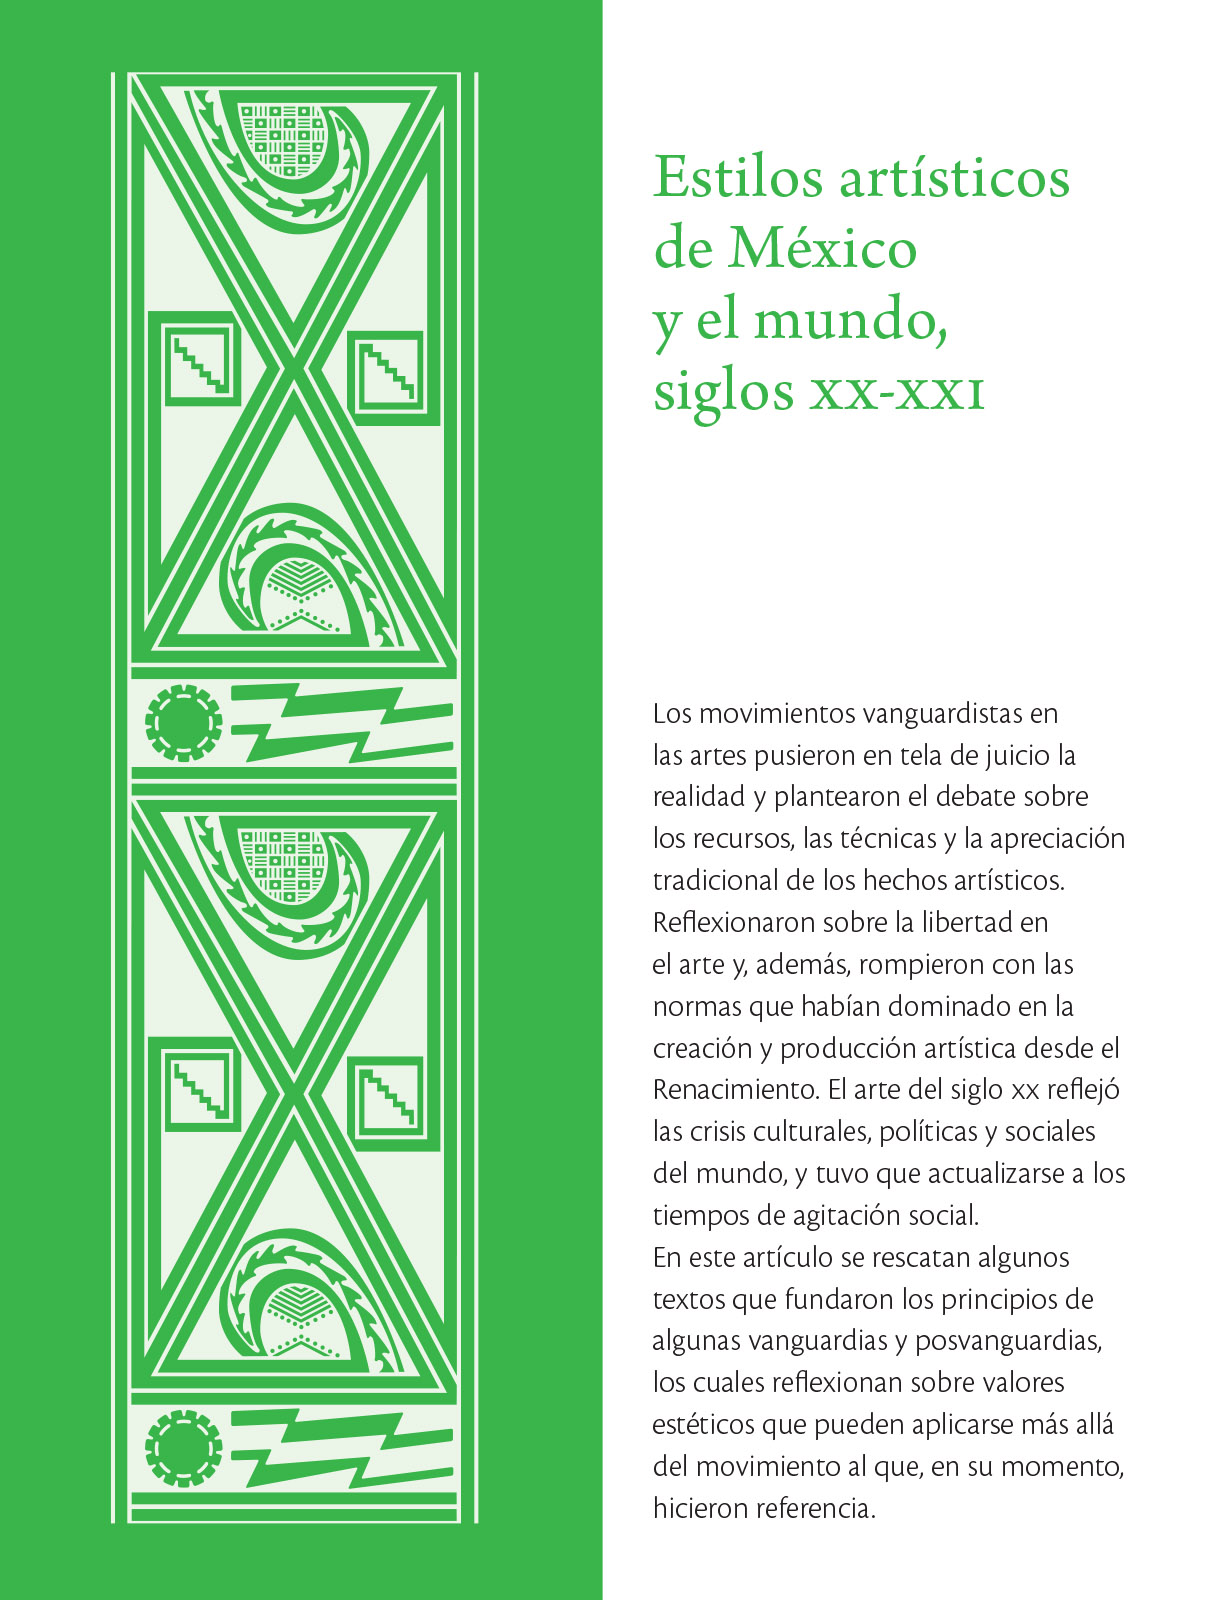 Estilos artísticos
de México
y el mundo,
siglos XX-XXI
Los movimientos vanguardistas en
las artes pusieron en tela de juicio la
realidad y plantearon el debate sobre
los recursos, las técnicas y la apreciación
tradicional de los hechos artísticos.
Reflexionaron sobre la libertad en
el arte y, además, rompieron con las
normas que habían dominado en la
creación y producción artística desde el
Renacimiento. El arte del siglo XX reflejó
las crisis culturales, políticas y sociales
del mundo, y tuvo que actualizarse a los
tiempos de agitación social.
En este artículo se rescatan algunos
textos que fundaron los principios de
algunas vanguardias y posvanguardias,
los cuales reflexionan sobre valores
estéticos que pueden aplicarse más allá
del movimiento al que, en su momento,
hicieron referencia.